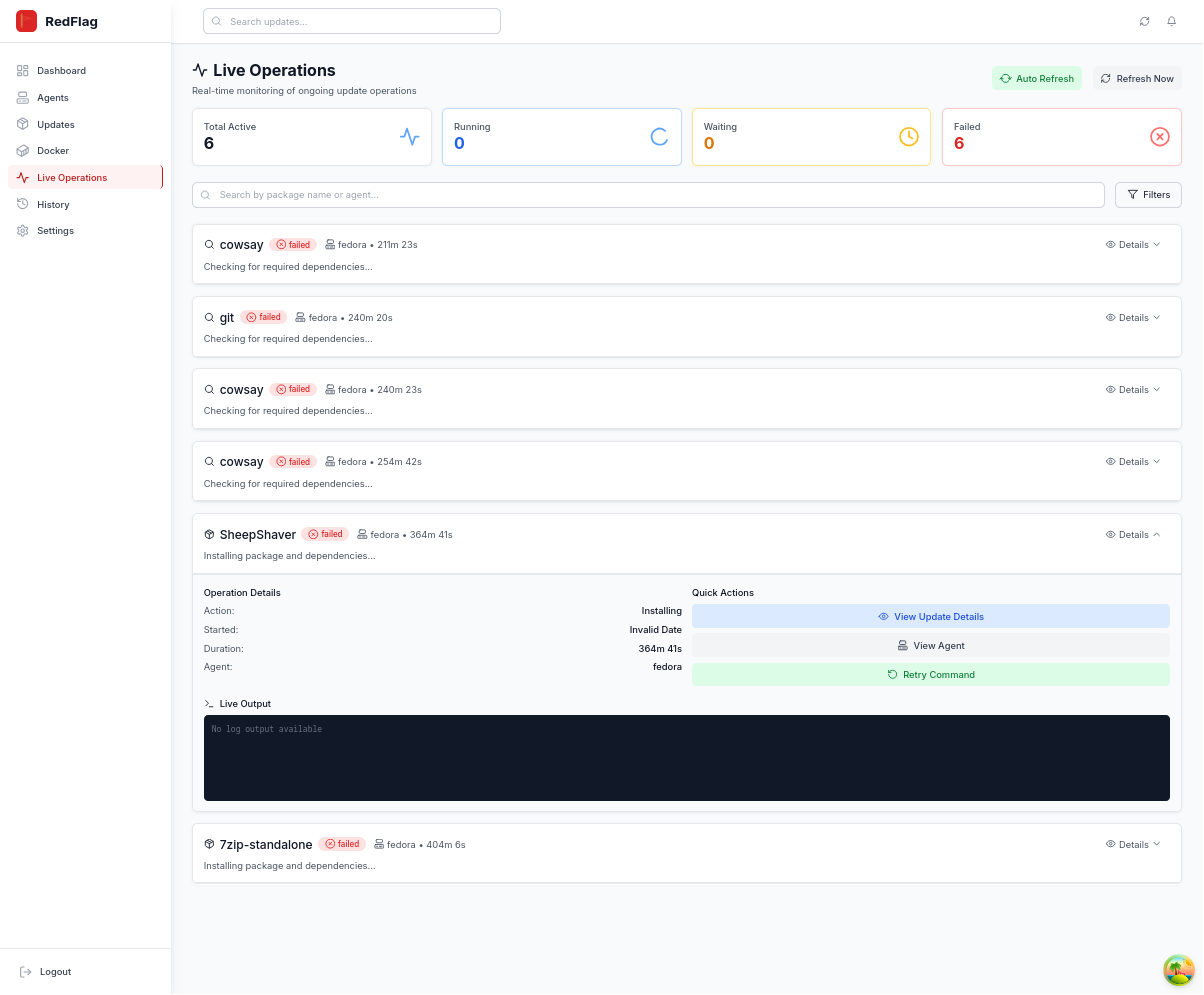 RedFlag
Search updates...
Dashboard
Agents
Updates
Docker
Live Operations
History
Settings
Logout
Live Operations
Real-time monitoring of ongoing update operations
Auto Refresh
Refresh Now
Total Active
6
Running
0
Waiting
0
Failed
6
Search by package name or agent...
Filters
cowsay failed fedora • 211m 23s Details
Checking for required dependencies...
git failed fedora • 240m 20s Details
Checking for required dependencies...
cowsay failed fedora • 240m 23s Details
Checking for required dependencies...
cowsay failed fedora • 254m 42s Details
Checking for required dependencies...
SheepShaver failed fedora • 364m 41s Details
Installing package and dependencies...
Operation Details
Action: Installing
Started: Invalid Date
Duration: 364m 41s
Agent: fedora
Quick Actions
View Update Details
View Agent
Retry Command
Live Output
No log output available
7zip-standalone failed fedora • 404m 6s Details
Installing package and dependencies...